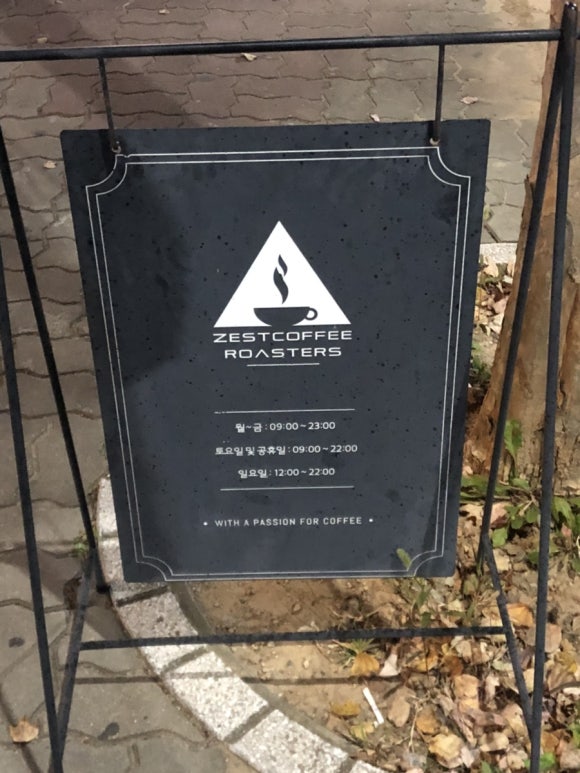 ZESTCOFFEE
ROASTERS
월~금 : 09:00 ~ 23:00
토요일 및 공휴일 : 09:00 ~ 22:00
일요일 : 12:00 ~ 22:00
• WITH A PASSION FOR COFFEE •